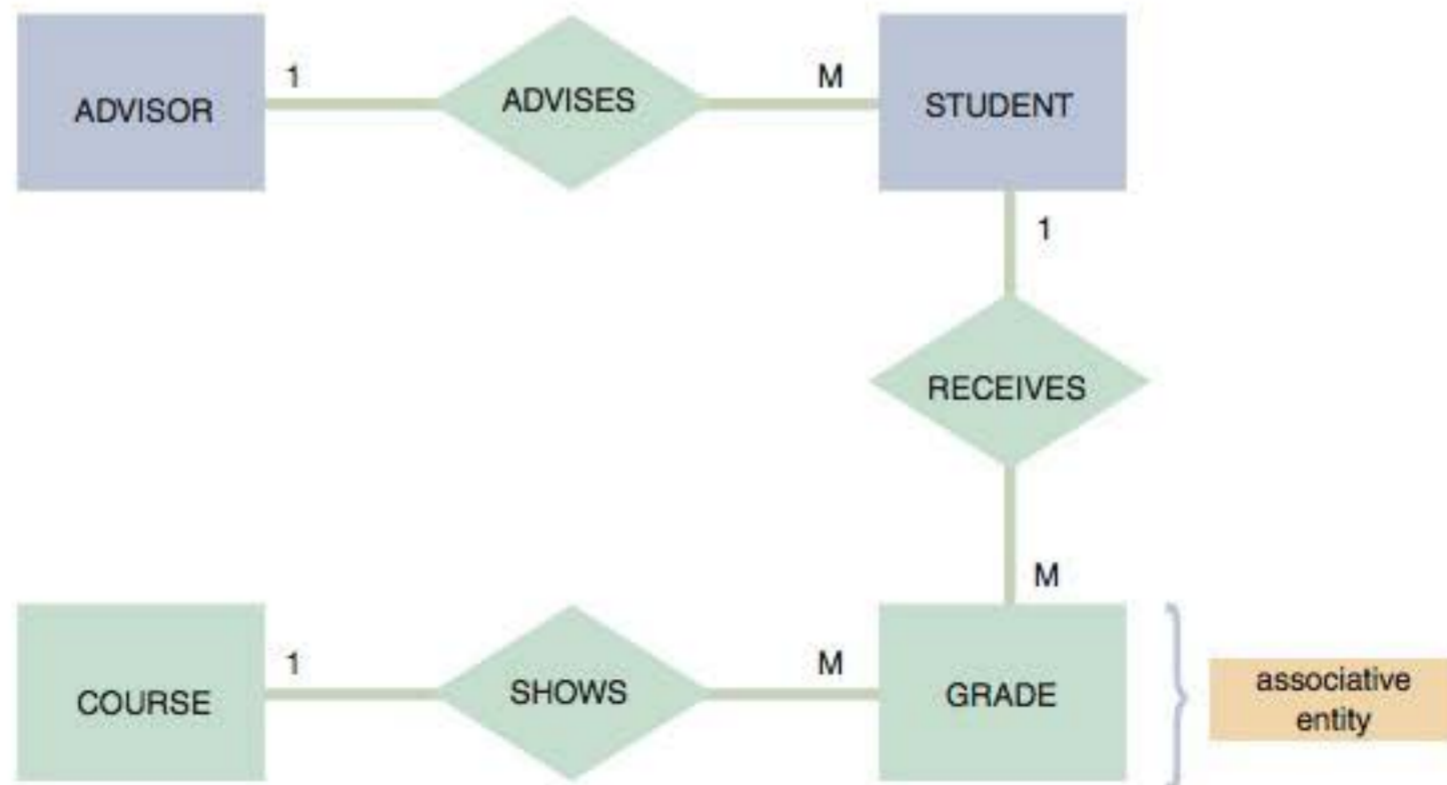 ADVISOR
1
ADVISES
M
STUDENT
1
RECEIVES
M
COURSE
1
SHOWS
M
GRADE
associative
entity